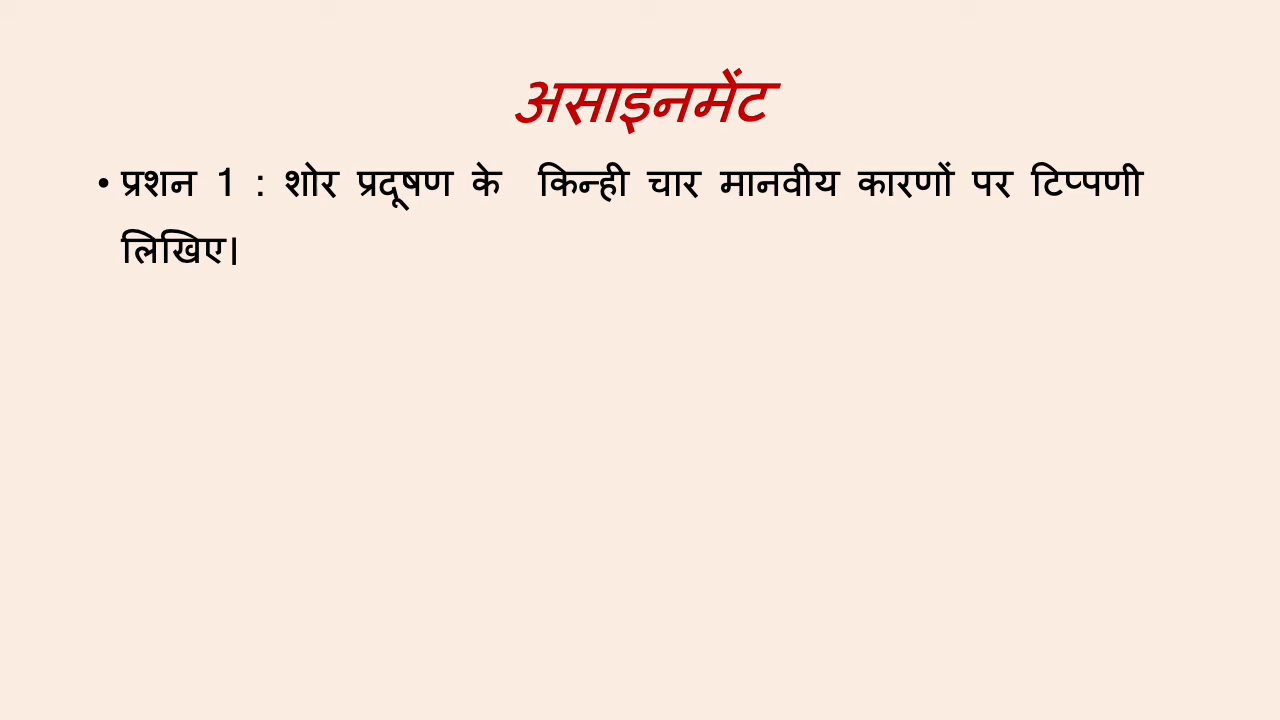 असाइनमेंट
• प्रशन 1 : शोर प्रदूषण के किन्ही चार मानवीय कारणों पर टिप्पणी
लिखिए।